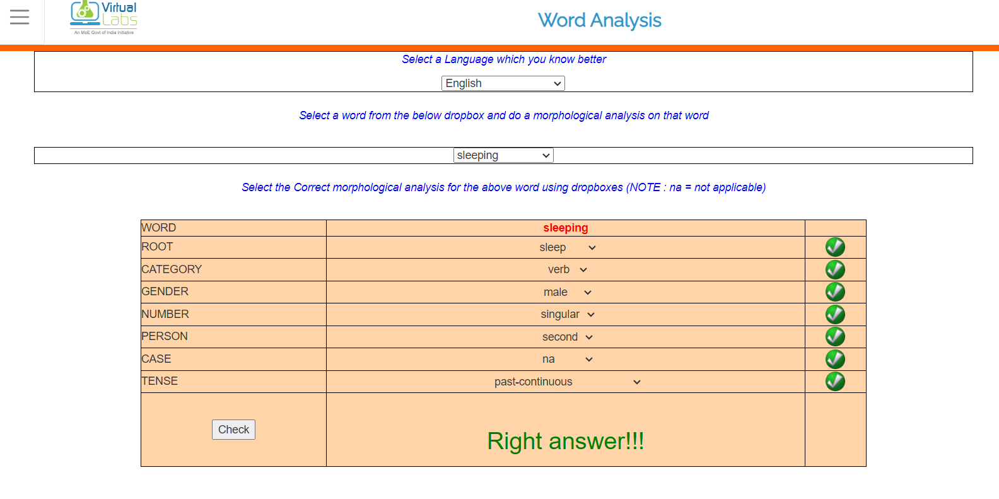 Virtual
Labs
An MoE Govt of India Initiative
Word Analysis
Select a Language which you know better
English
Select a word from the below dropbox and do a morphological analysis on that word
sleeping
Select the Correct morphological analysis for the above word using dropboxes (NOTE : na = not applicable)
WORD sleeping
ROOT sleep
CATEGORY verb
GENDER male
NUMBER singular
PERSON second
CASE na
TENSE past-continuous
Check
Right answer!!!